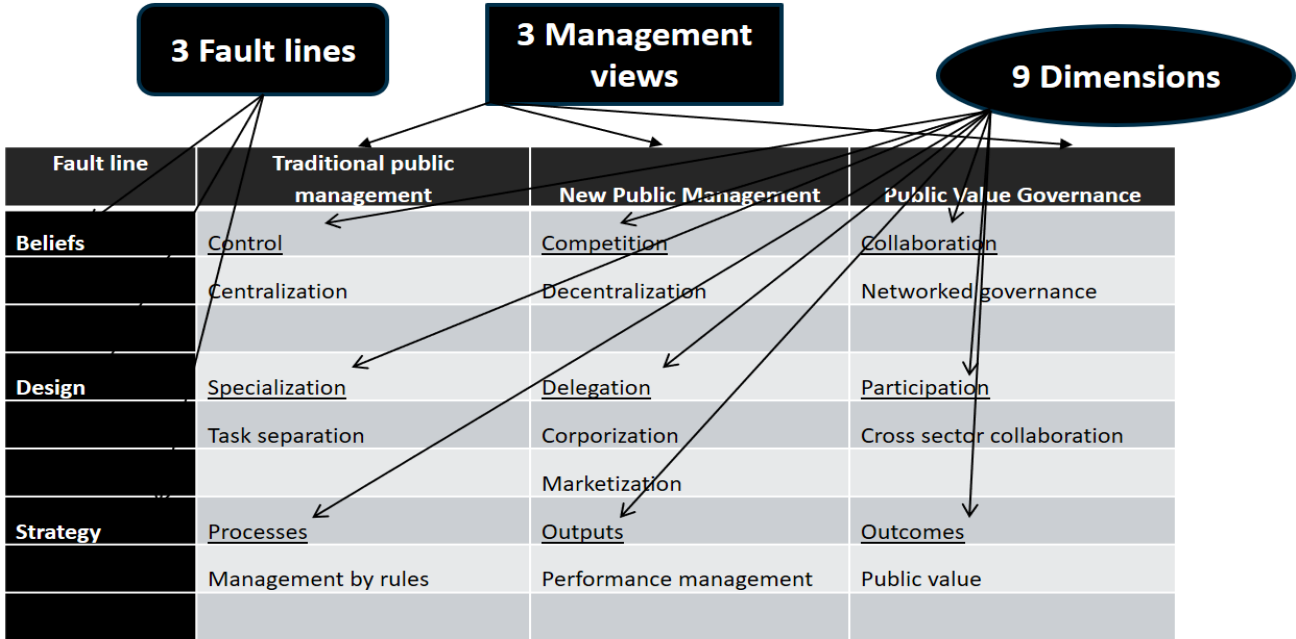 3 Fault lines
3 Management
views
9 Dimensions
Fault line
Traditional public
management
New Public Management
Public Value Governance
Beliefs
Control
Competition
Collaboration
Centralization
Decentralization
Networked governance
Design
Specialization
Delegation
Participation
Task separation
Corporization
Cross sector collaboration
Marketization
Strategy
Processes
Outputs
Outcomes
Management by rules
Performance management
Public value